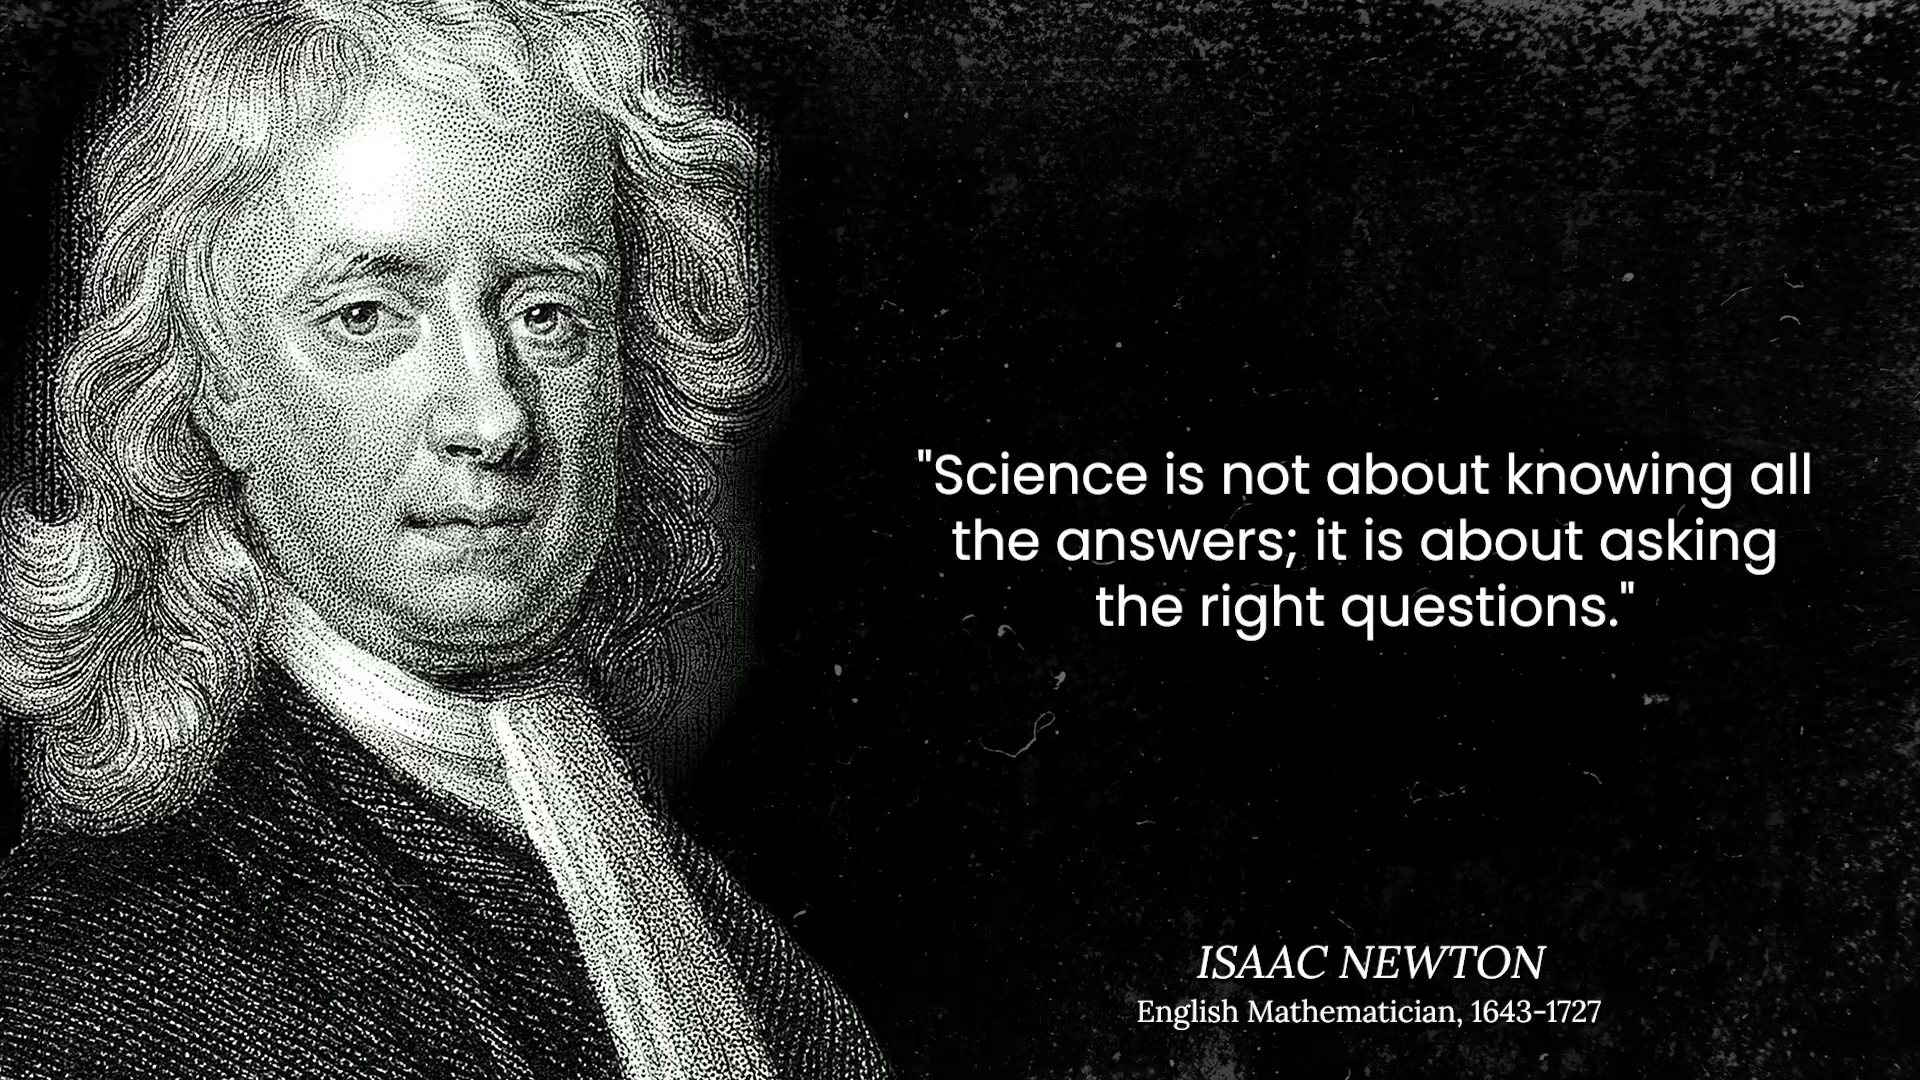 "Science is not about knowing all
the answers; it is about asking
the right questions."
ISAAC NEWTON
English Mathematician, 1643-1727